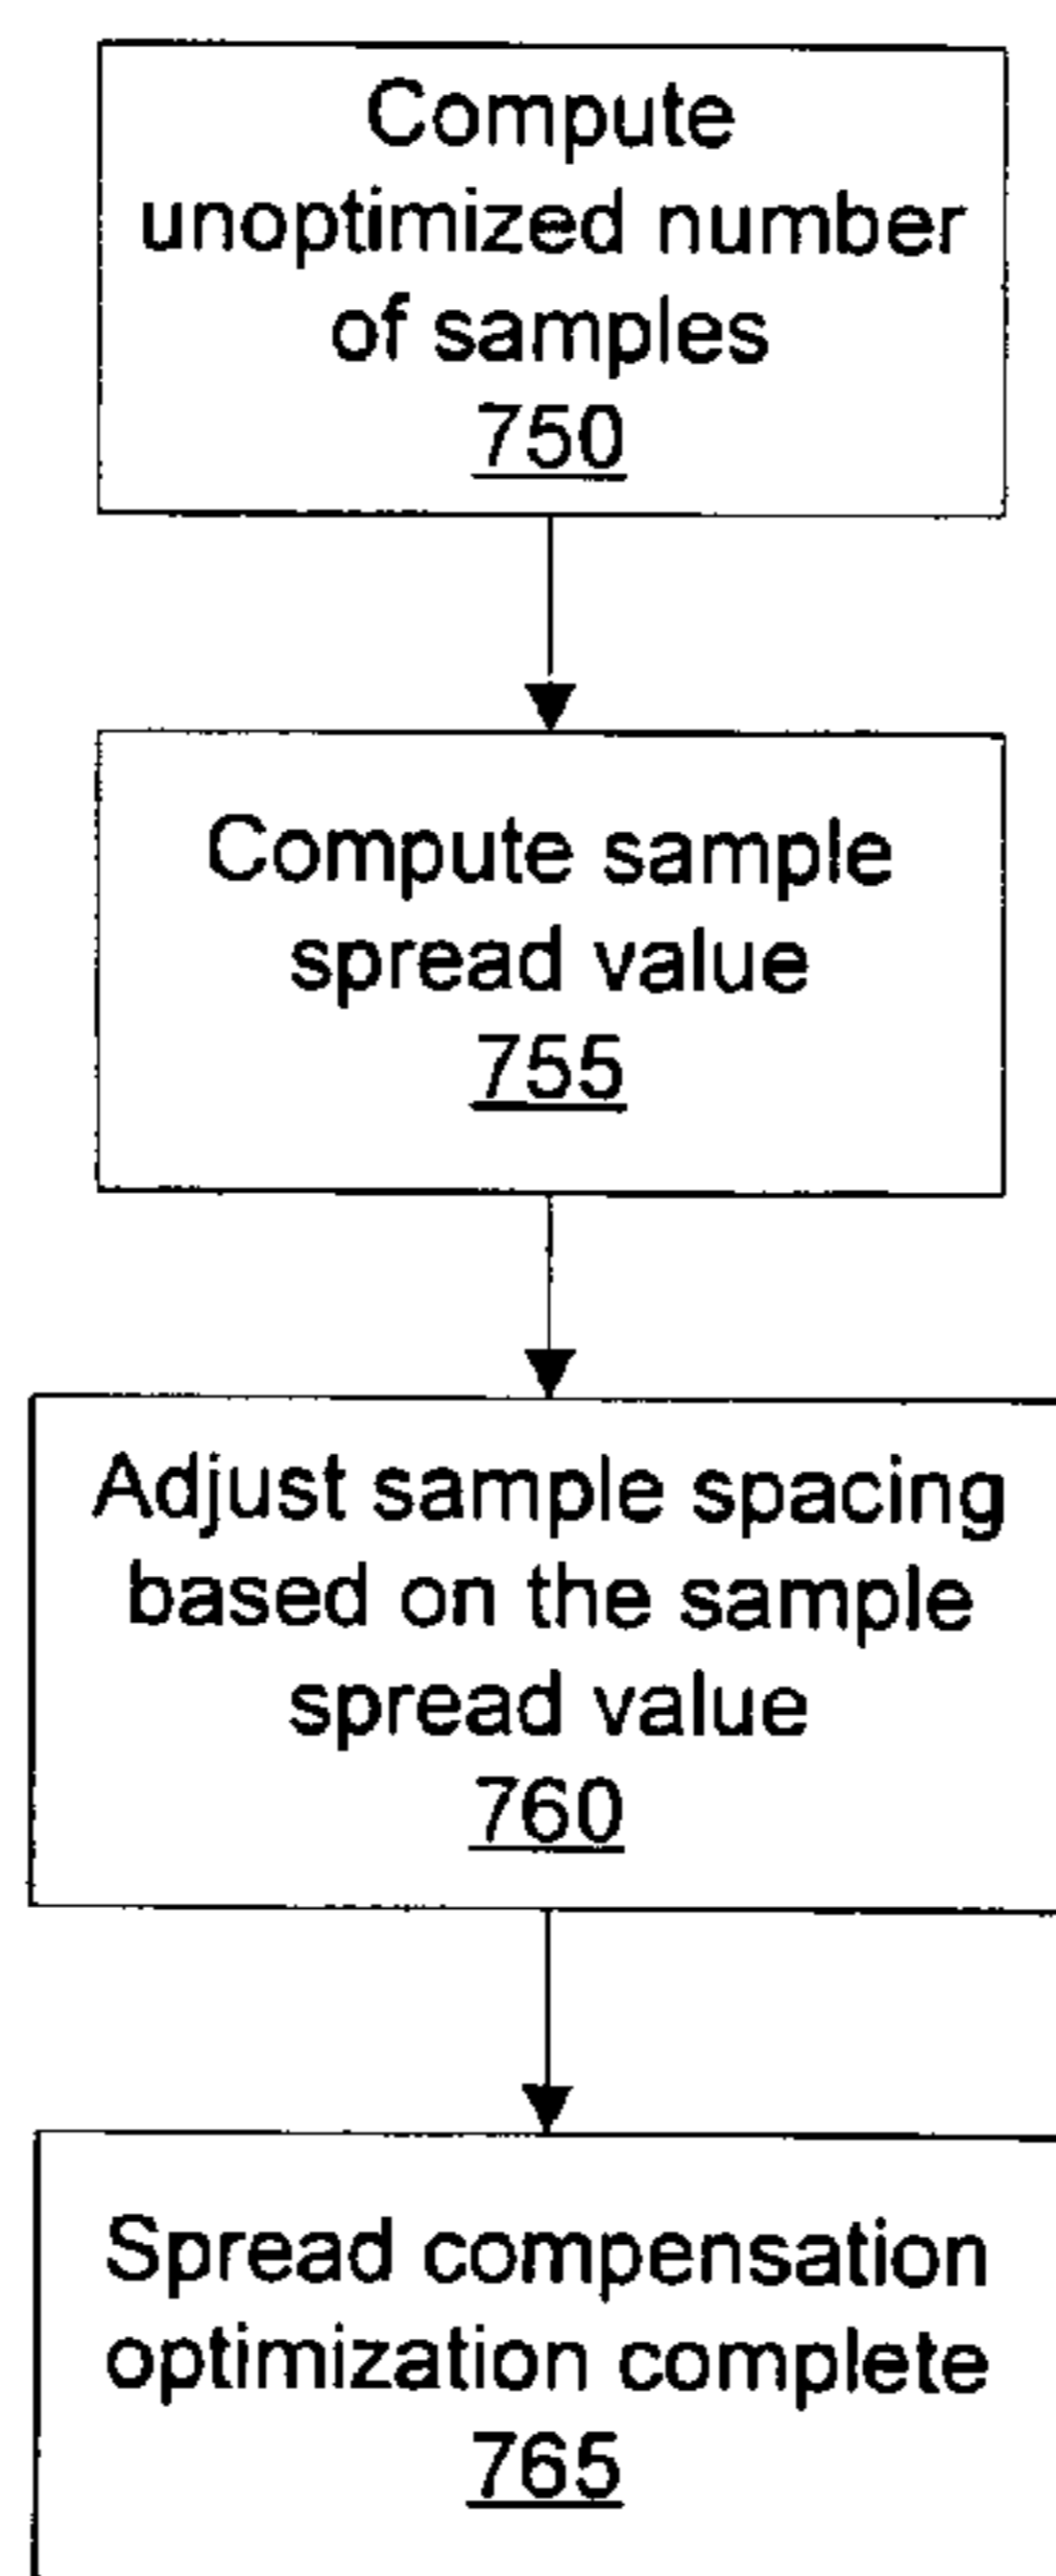 Compute
unoptimized number
of samples
750
Compute sample
spread value
755
Adjust sample spacing
based on the sample
spread value
760
Spread compensation
optimization complete
765